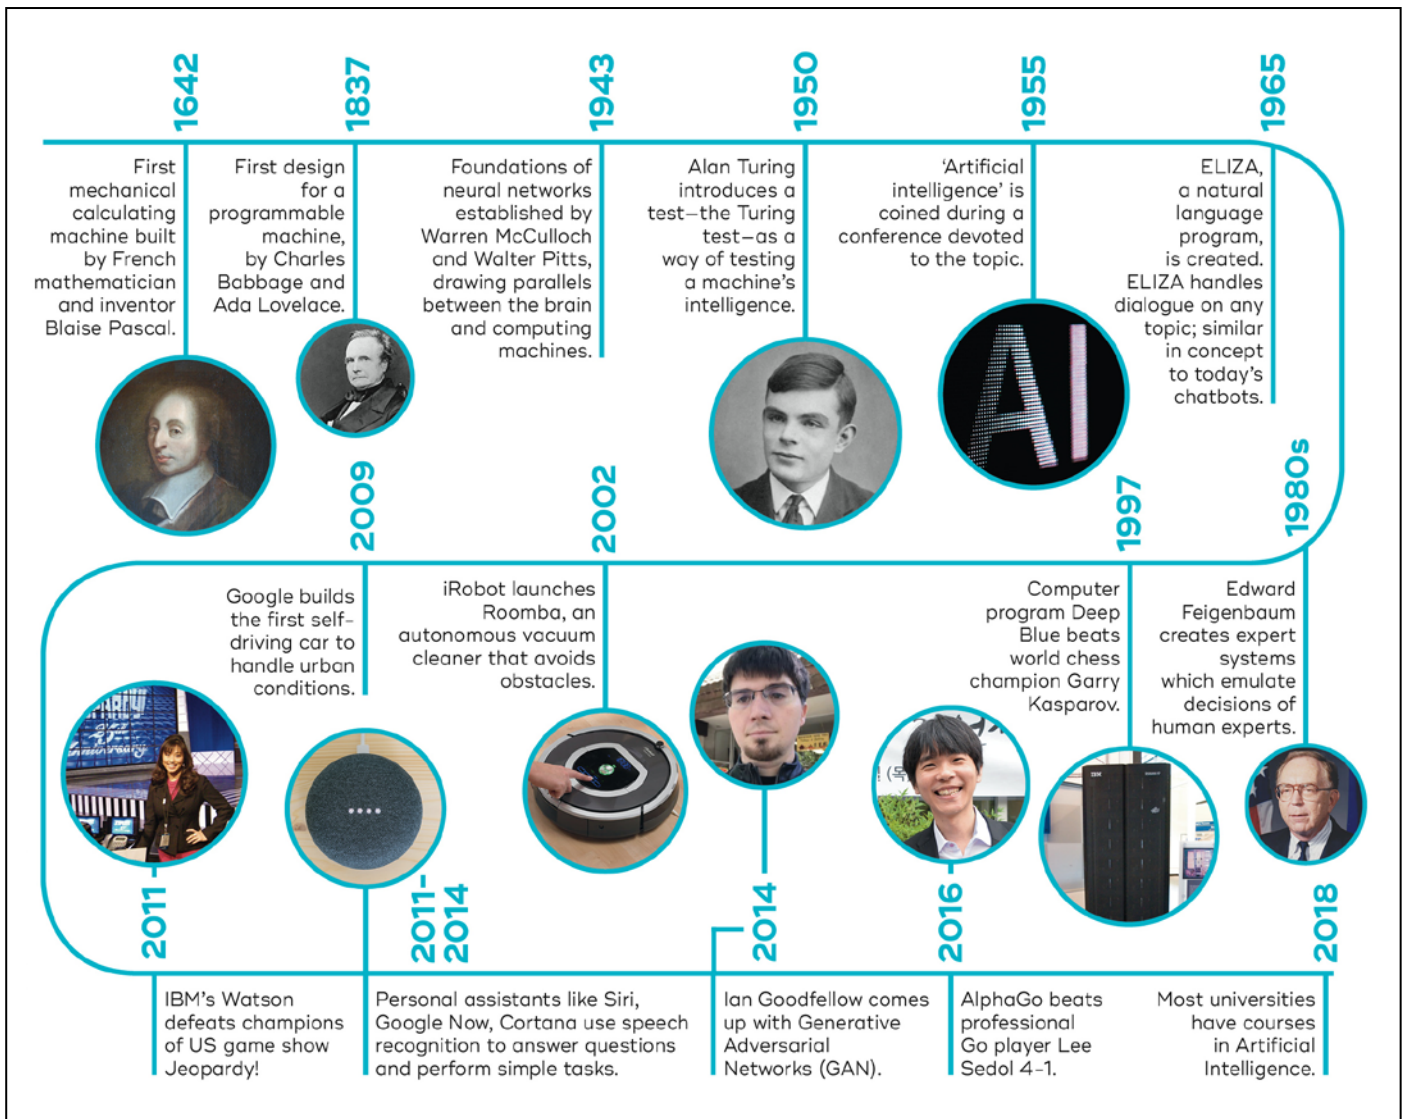 1642
First
mechanical
calculating
machine built
by French
mathematician
and inventor
Blaise Pascal.
1837
First design
for a
programmable
machine,
by Charles
Babbage and
Ada Lovelace.
1943
Foundations of
neural networks
established by
Warren McCulloch
and Walter Pitts,
drawing parallels
between the brain
and computing
machines.
1950
Alan Turing
introduces a
test—the Turing
test—as a
way of testing
a machine's
intelligence.
1955
'Artificial
intelligence' is
coined during a
conference devoted
to the topic.
AI
1965
ELIZA,
a natural
language
program,
is created.
ELIZA handles
dialogue on any
topic; similar
in concept
to today's
chatbots.
1980s
Edward
Feigenbaum
creates expert
systems
which emulate
decisions of
human experts.
1997
Computer
program Deep
Blue beats
world chess
champion Garry
Kasparov.
IBM
2002
iRobot launches
Roomba, an
autonomous vacuum
cleaner that avoids
obstacles.
2009
Google builds
the first self-
driving car to
handle urban
conditions.
2011
IBM's Watson
defeats champions
of US game show
Jeopardy!
2011-
2014
Personal assistants like Siri,
Google Now, Cortana use speech
recognition to answer questions
and perform simple tasks.
2014
Ian Goodfellow comes
up with Generative
Adversarial
Networks (GAN).
2016
AlphaGo beats
professional
Go player Lee
Sedol 4-1.
2018
Most universities
have courses
in Artificial
Intelligence.